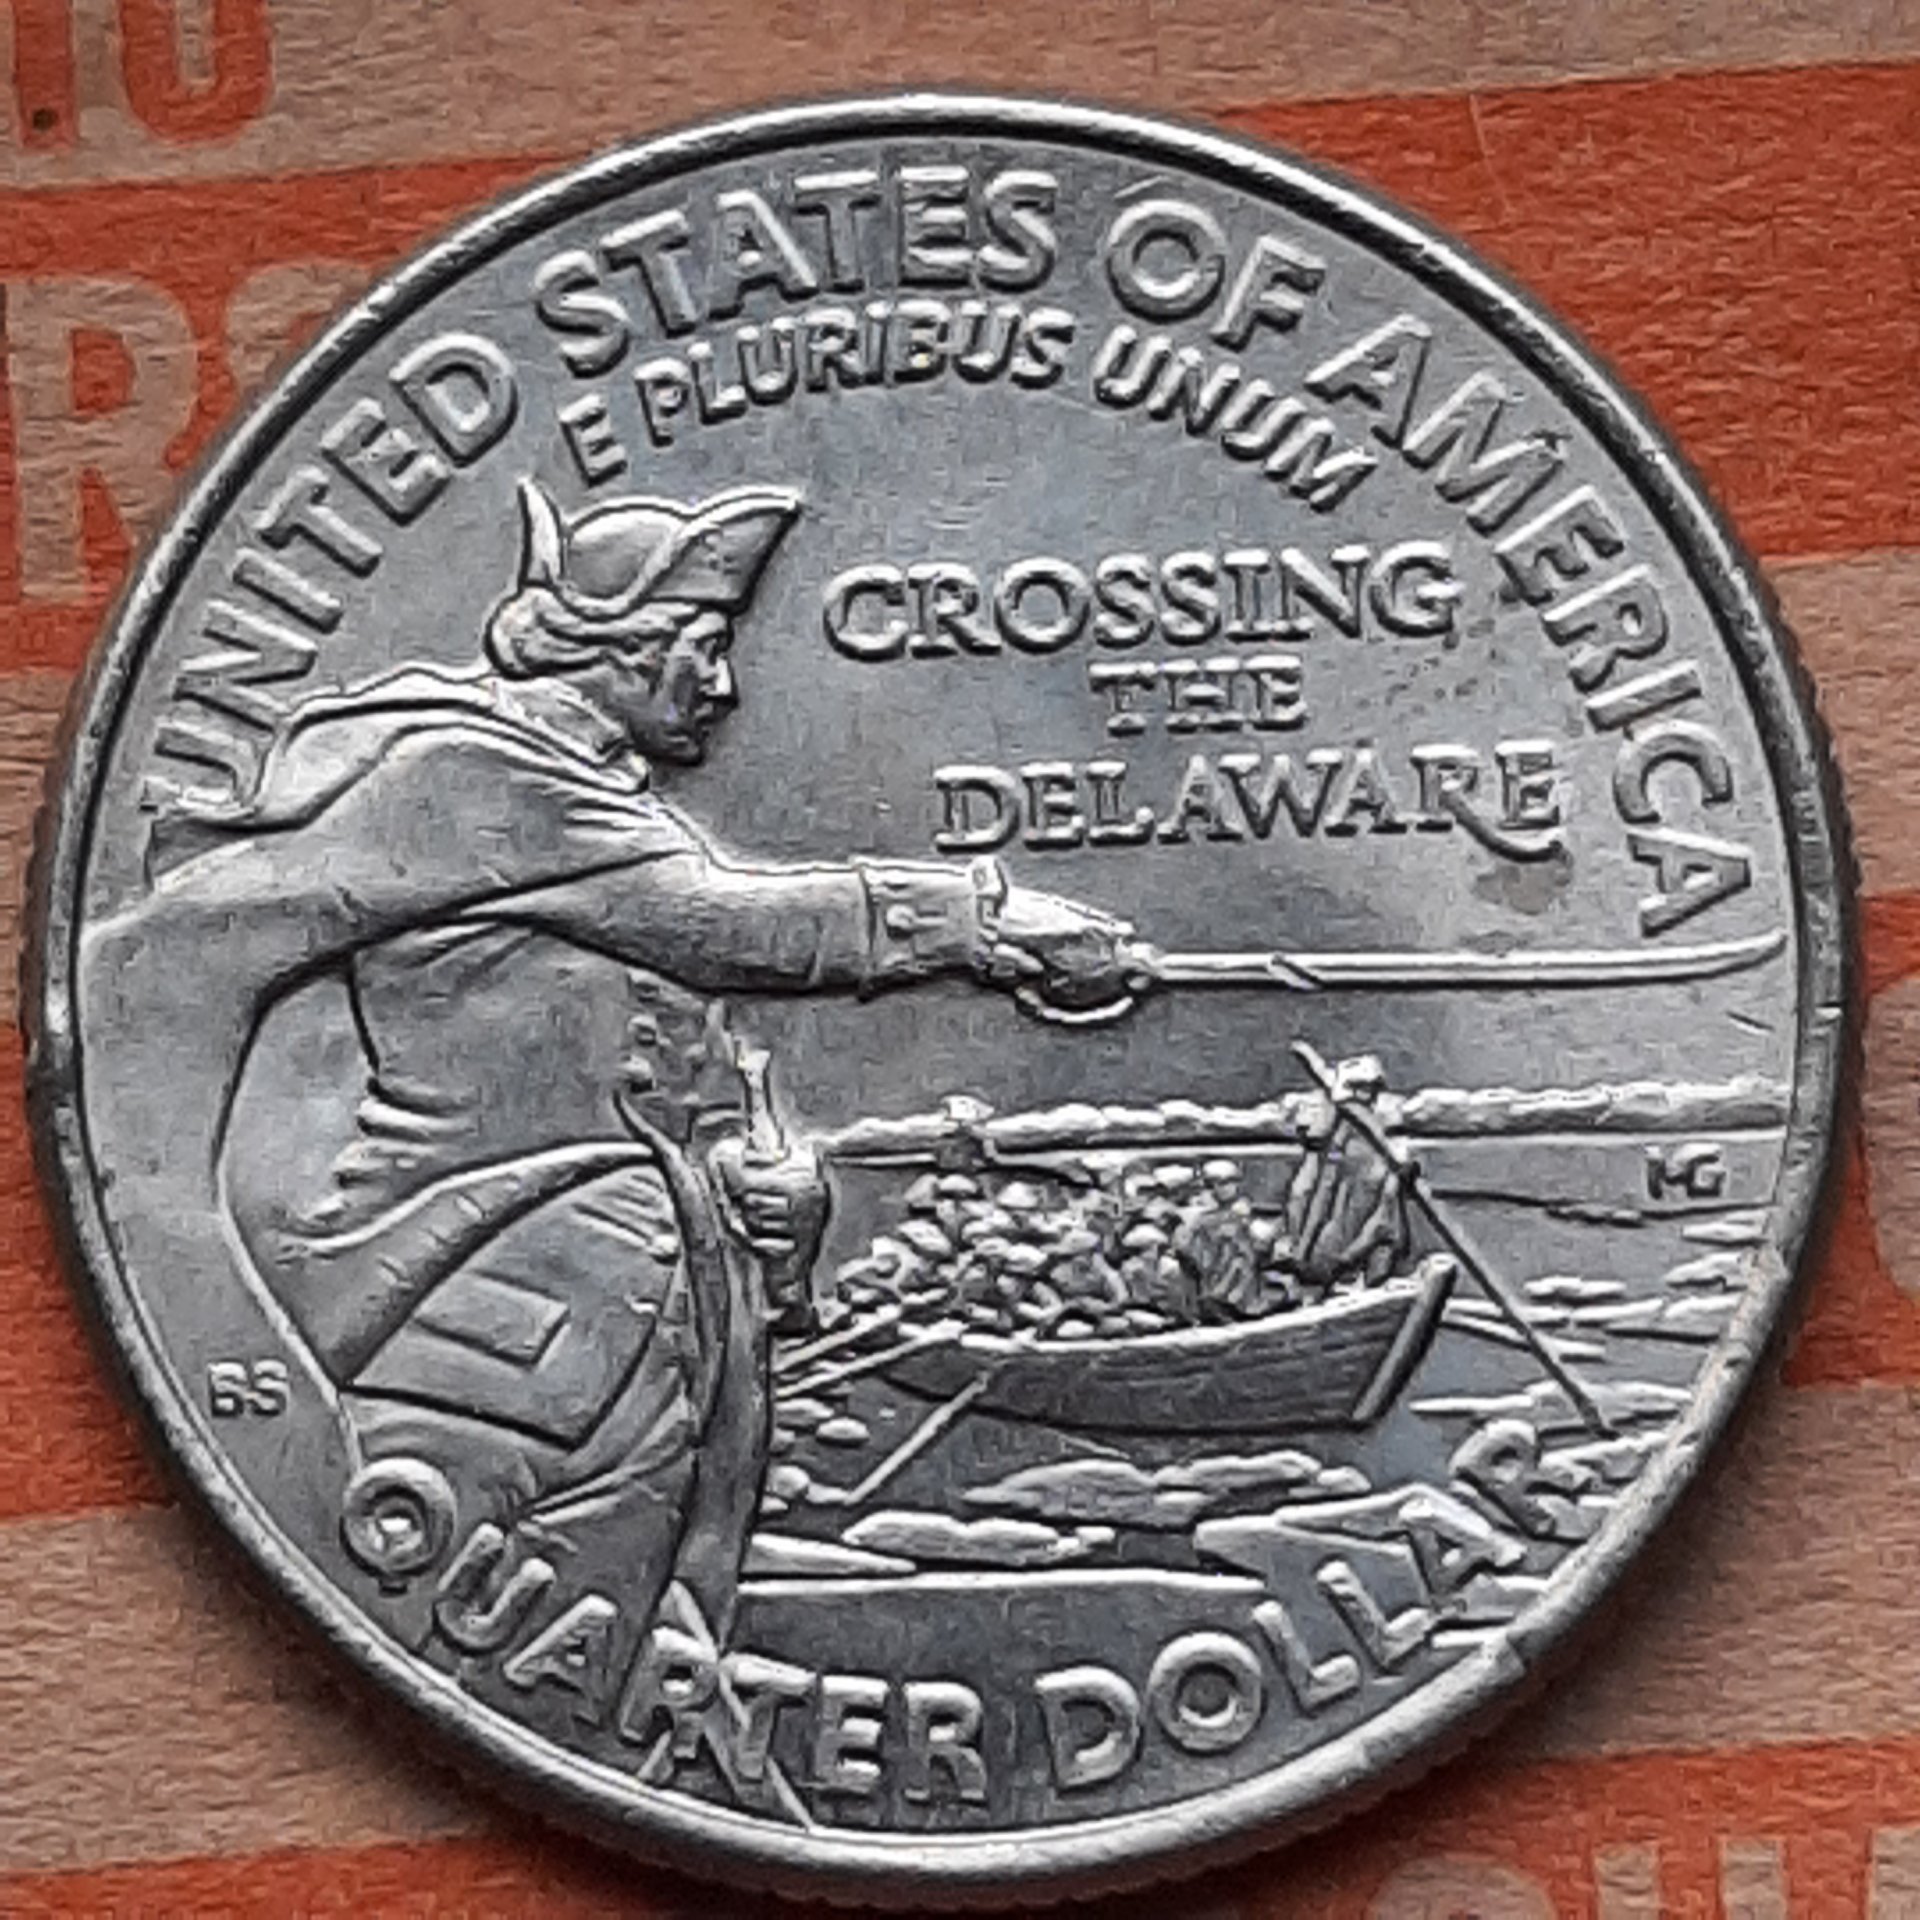 UNITED STATES OF AMERICA
E PLURIBUS UNUM
CROSSING
THE
DELAWARE
MG
BS
QUARTER DOLLAR